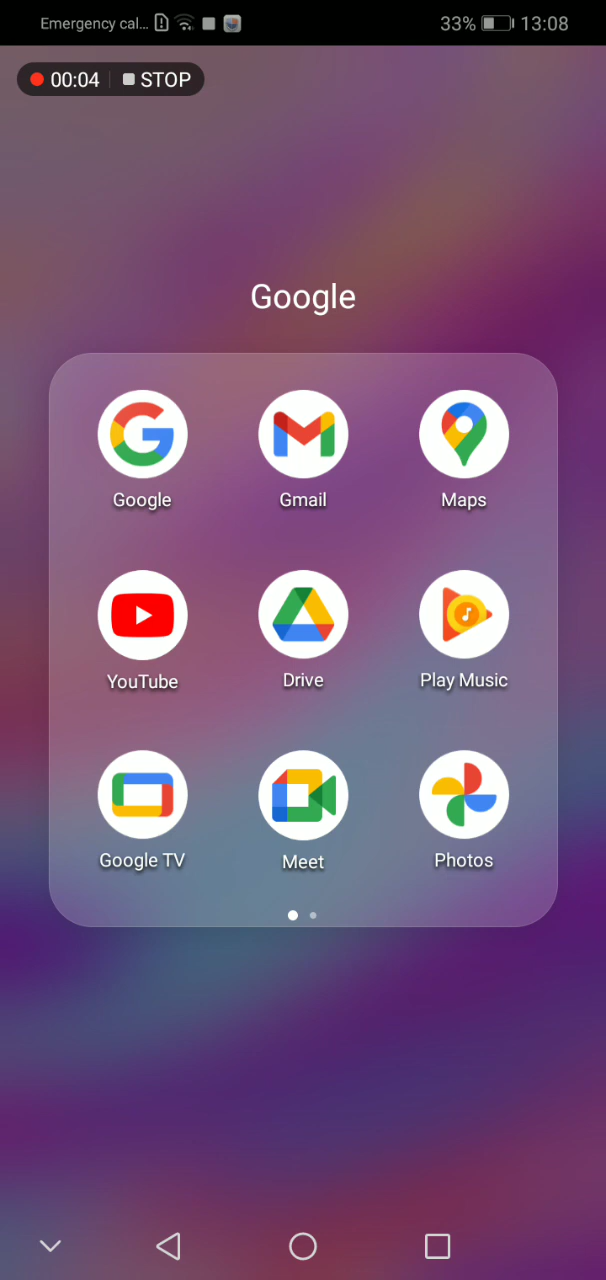 Emergency cal... 33% 13:08
00:04 STOP
Google
Google Gmail Maps
YouTube Drive Play Music
Google TV Meet Photos